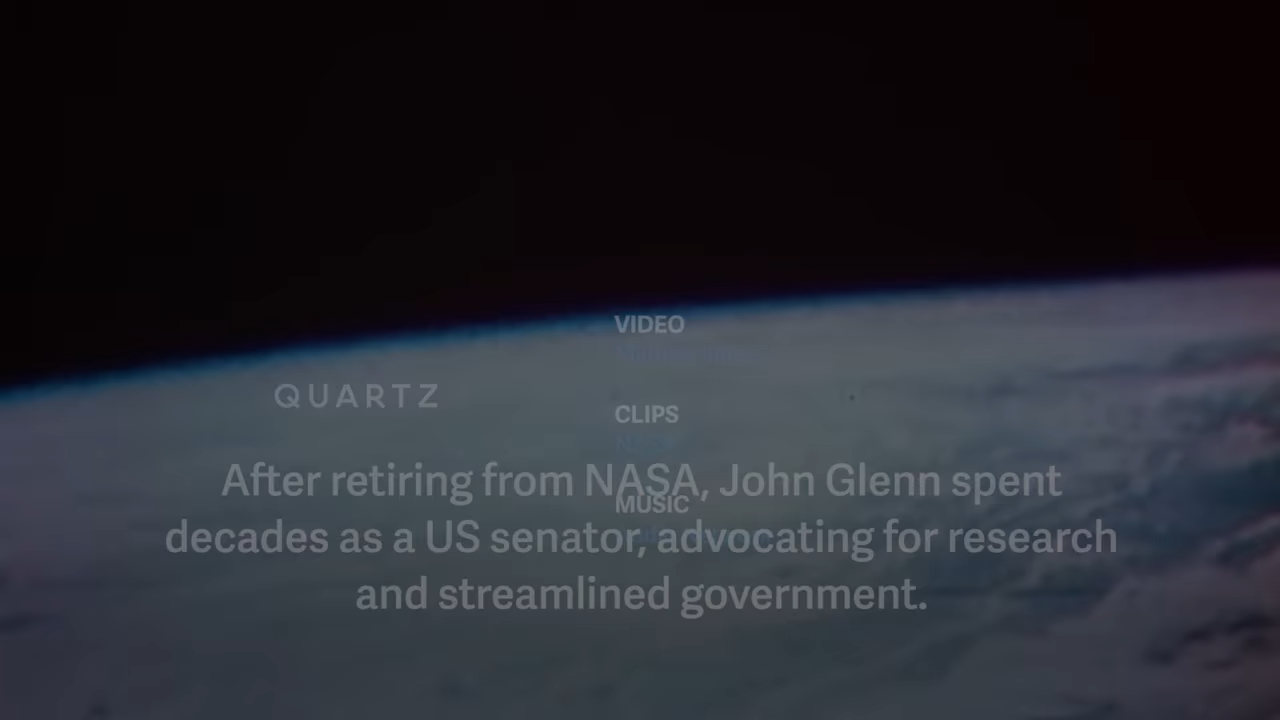 VIDEO
QUARTZ
CLIPS
After retiring from NASA, John Glenn spent
MUSIC
decades as a US senator, advocating for research
and streamlined government.